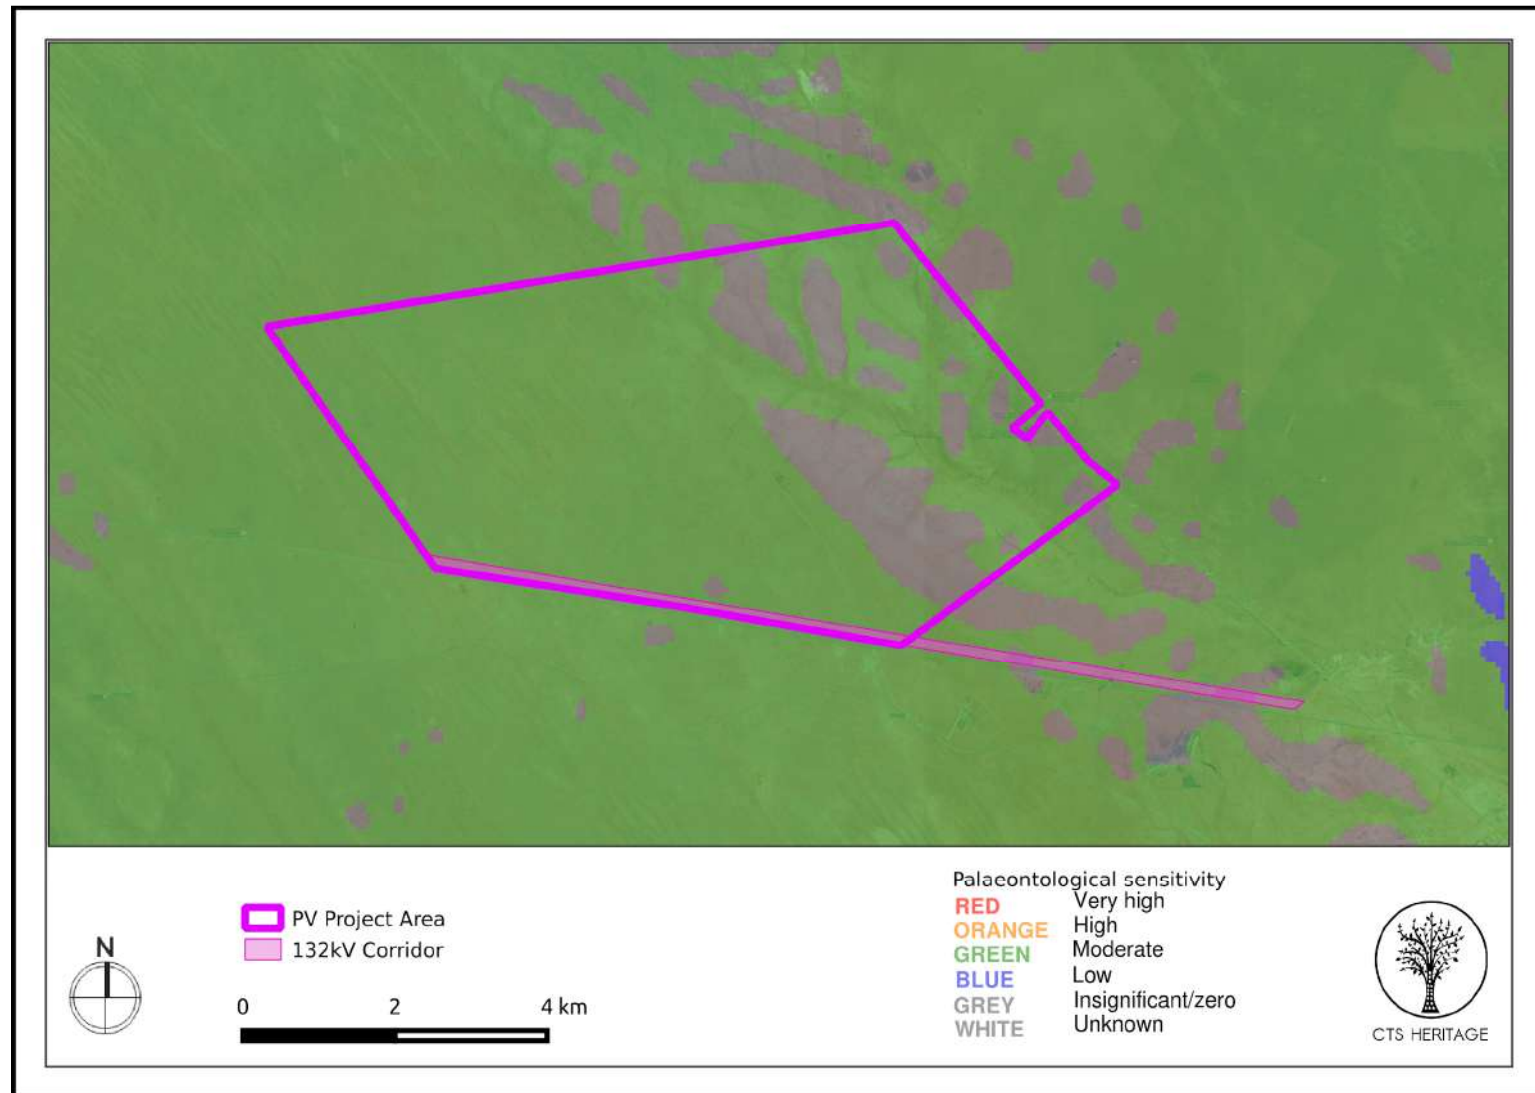 PV Project Area
132kV Corridor
N
0 2 4 km
Palaeontological sensitivity
RED Very high
ORANGE High
GREEN Moderate
BLUE Low
GREY Insignificant/zero
WHITE Unknown
CTS HERITAGE